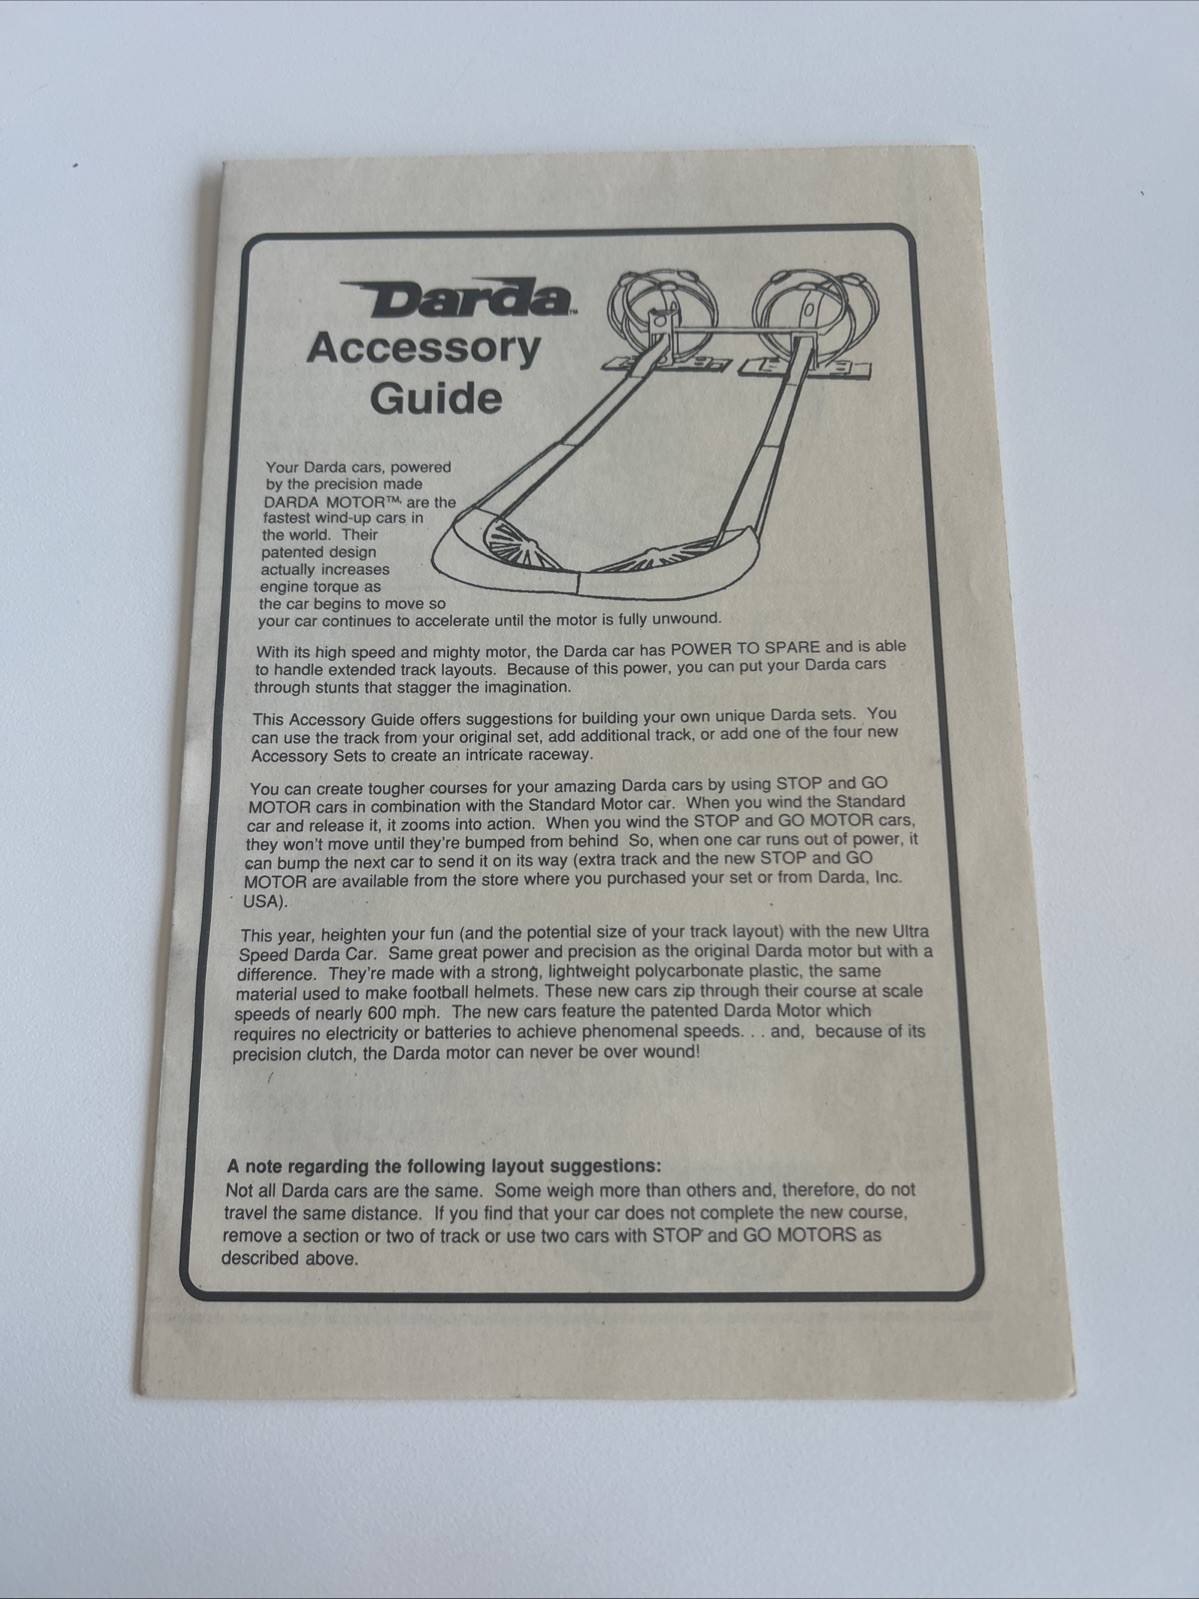 Darda™
Accessory
Guide
Your Darda cars, powered
by the precision made
DARDA MOTOR™, are the
fastest wind-up cars in
the world. Their
patented design
actually increases
engine torque as
the car begins to move so
your car continues to accelerate until the motor is fully unwound.
With its high speed and mighty motor, the Darda car has POWER TO SPARE and is able
to handle extended track layouts. Because of this power, you can put your Darda cars
through stunts that stagger the imagination.
This Accessory Guide offers suggestions for building your own unique Darda sets. You
can use the track from your original set, add additional track, or add one of the four new
Accessory Sets to create an intricate raceway.
You can create tougher courses for your amazing Darda cars by using STOP and GO
MOTOR cars in combination with the Standard Motor car. When you wind the Standard
car and release it, it zooms into action. When you wind the STOP and GO MOTOR cars,
they won't move until they're bumped from behind So, when one car runs out of power, it
can bump the next car to send it on its way (extra track and the new STOP and GO
MOTOR are available from the store where you purchased your set or from Darda, Inc.
USA).
This year, heighten your fun (and the potential size of your track layout) with the new Ultra
Speed Darda Car. Same great power and precision as the original Darda motor but with a
difference. They're made with a strong, lightweight polycarbonate plastic, the same
material used to make football helmets. These new cars zip through their course at scale
speeds of nearly 600 mph. The new cars feature the patented Darda Motor which
requires no electricity or batteries to achieve phenomenal speeds. . . and, because of its
precision clutch, the Darda motor can never be over wound!
A note regarding the following layout suggestions:
Not all Darda cars are the same. Some weigh more than others and, therefore, do not
travel the same distance. If you find that your car does not complete the new course,
remove a section or two of track or use two cars with STOP and GO MOTORS as
described above.